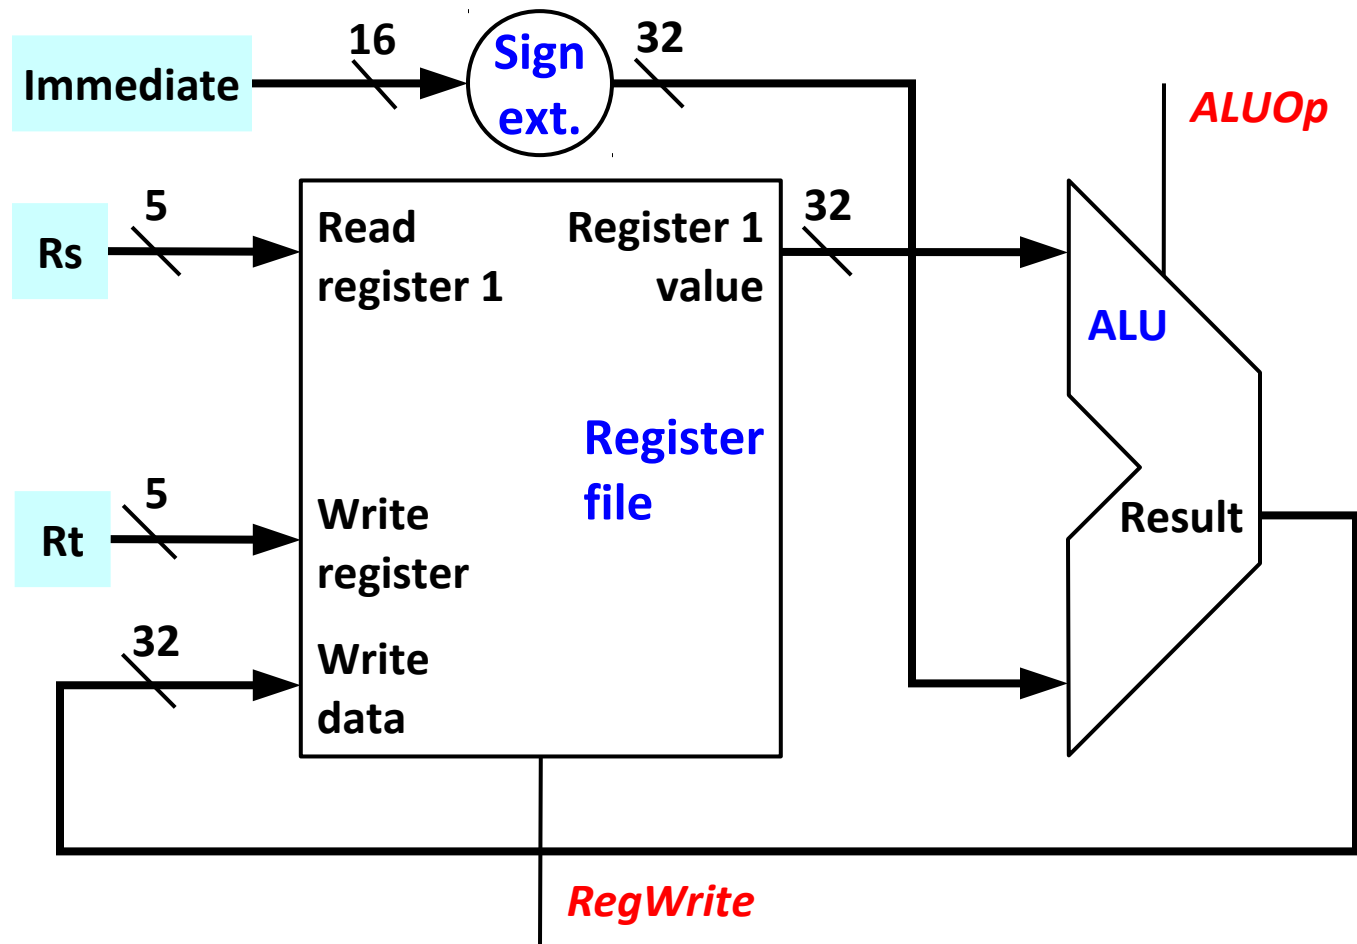 16
32
Immediate
Sign
ext.
ALUOp
5
Rs
Read
register 1
Register 1
value
32
ALU
Register
file
5
Rt
Write
register
Result
32
Write
data
RegWrite